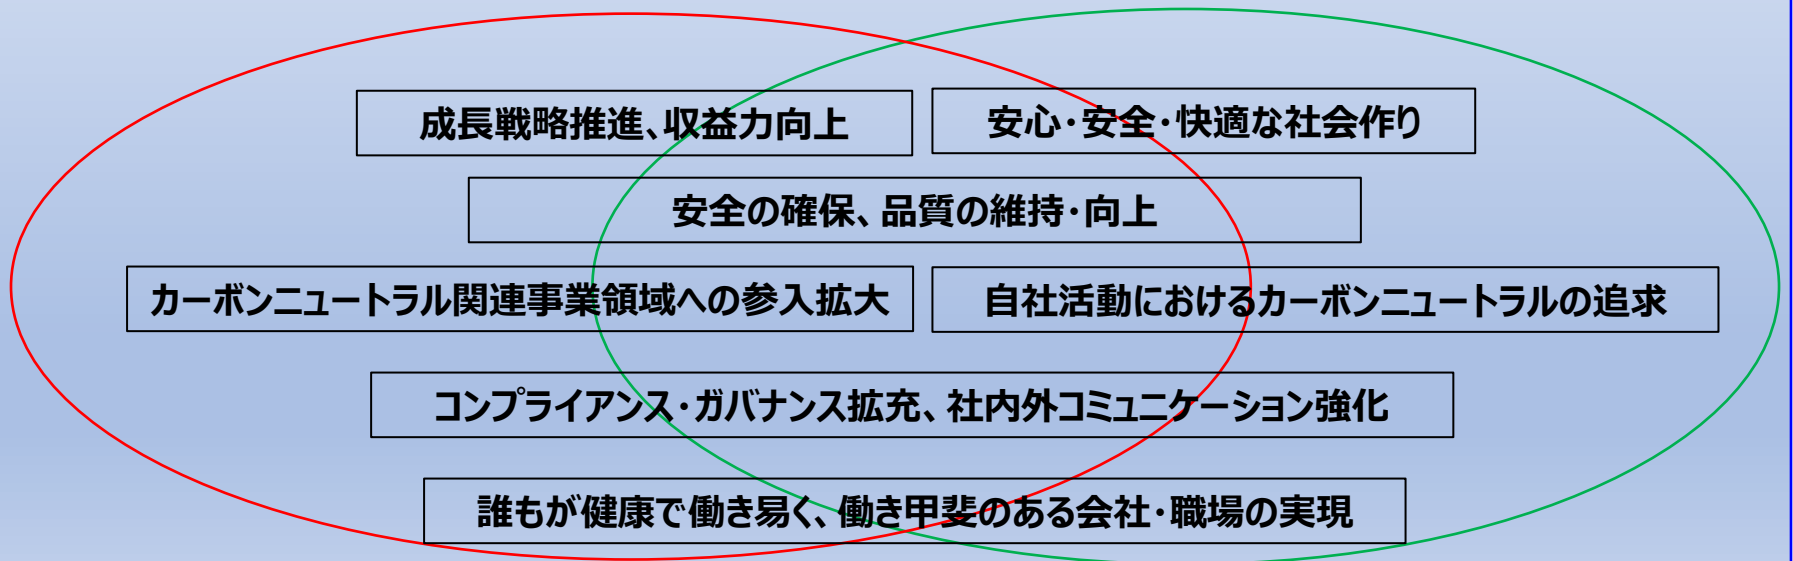 成長戦略推進、収益力向上
安心・安全・快適な社会作り
安全の確保、品質の維持・向上
カーボンニュートラル関連事業領域への参入拡大
自社活動におけるカーボンニュートラルの追求
コンプライアンス・ガバナンス拡充、社内外コミュニケーション強化
誰もが健康で働き易く、働き甲斐のある会社・職場の実現